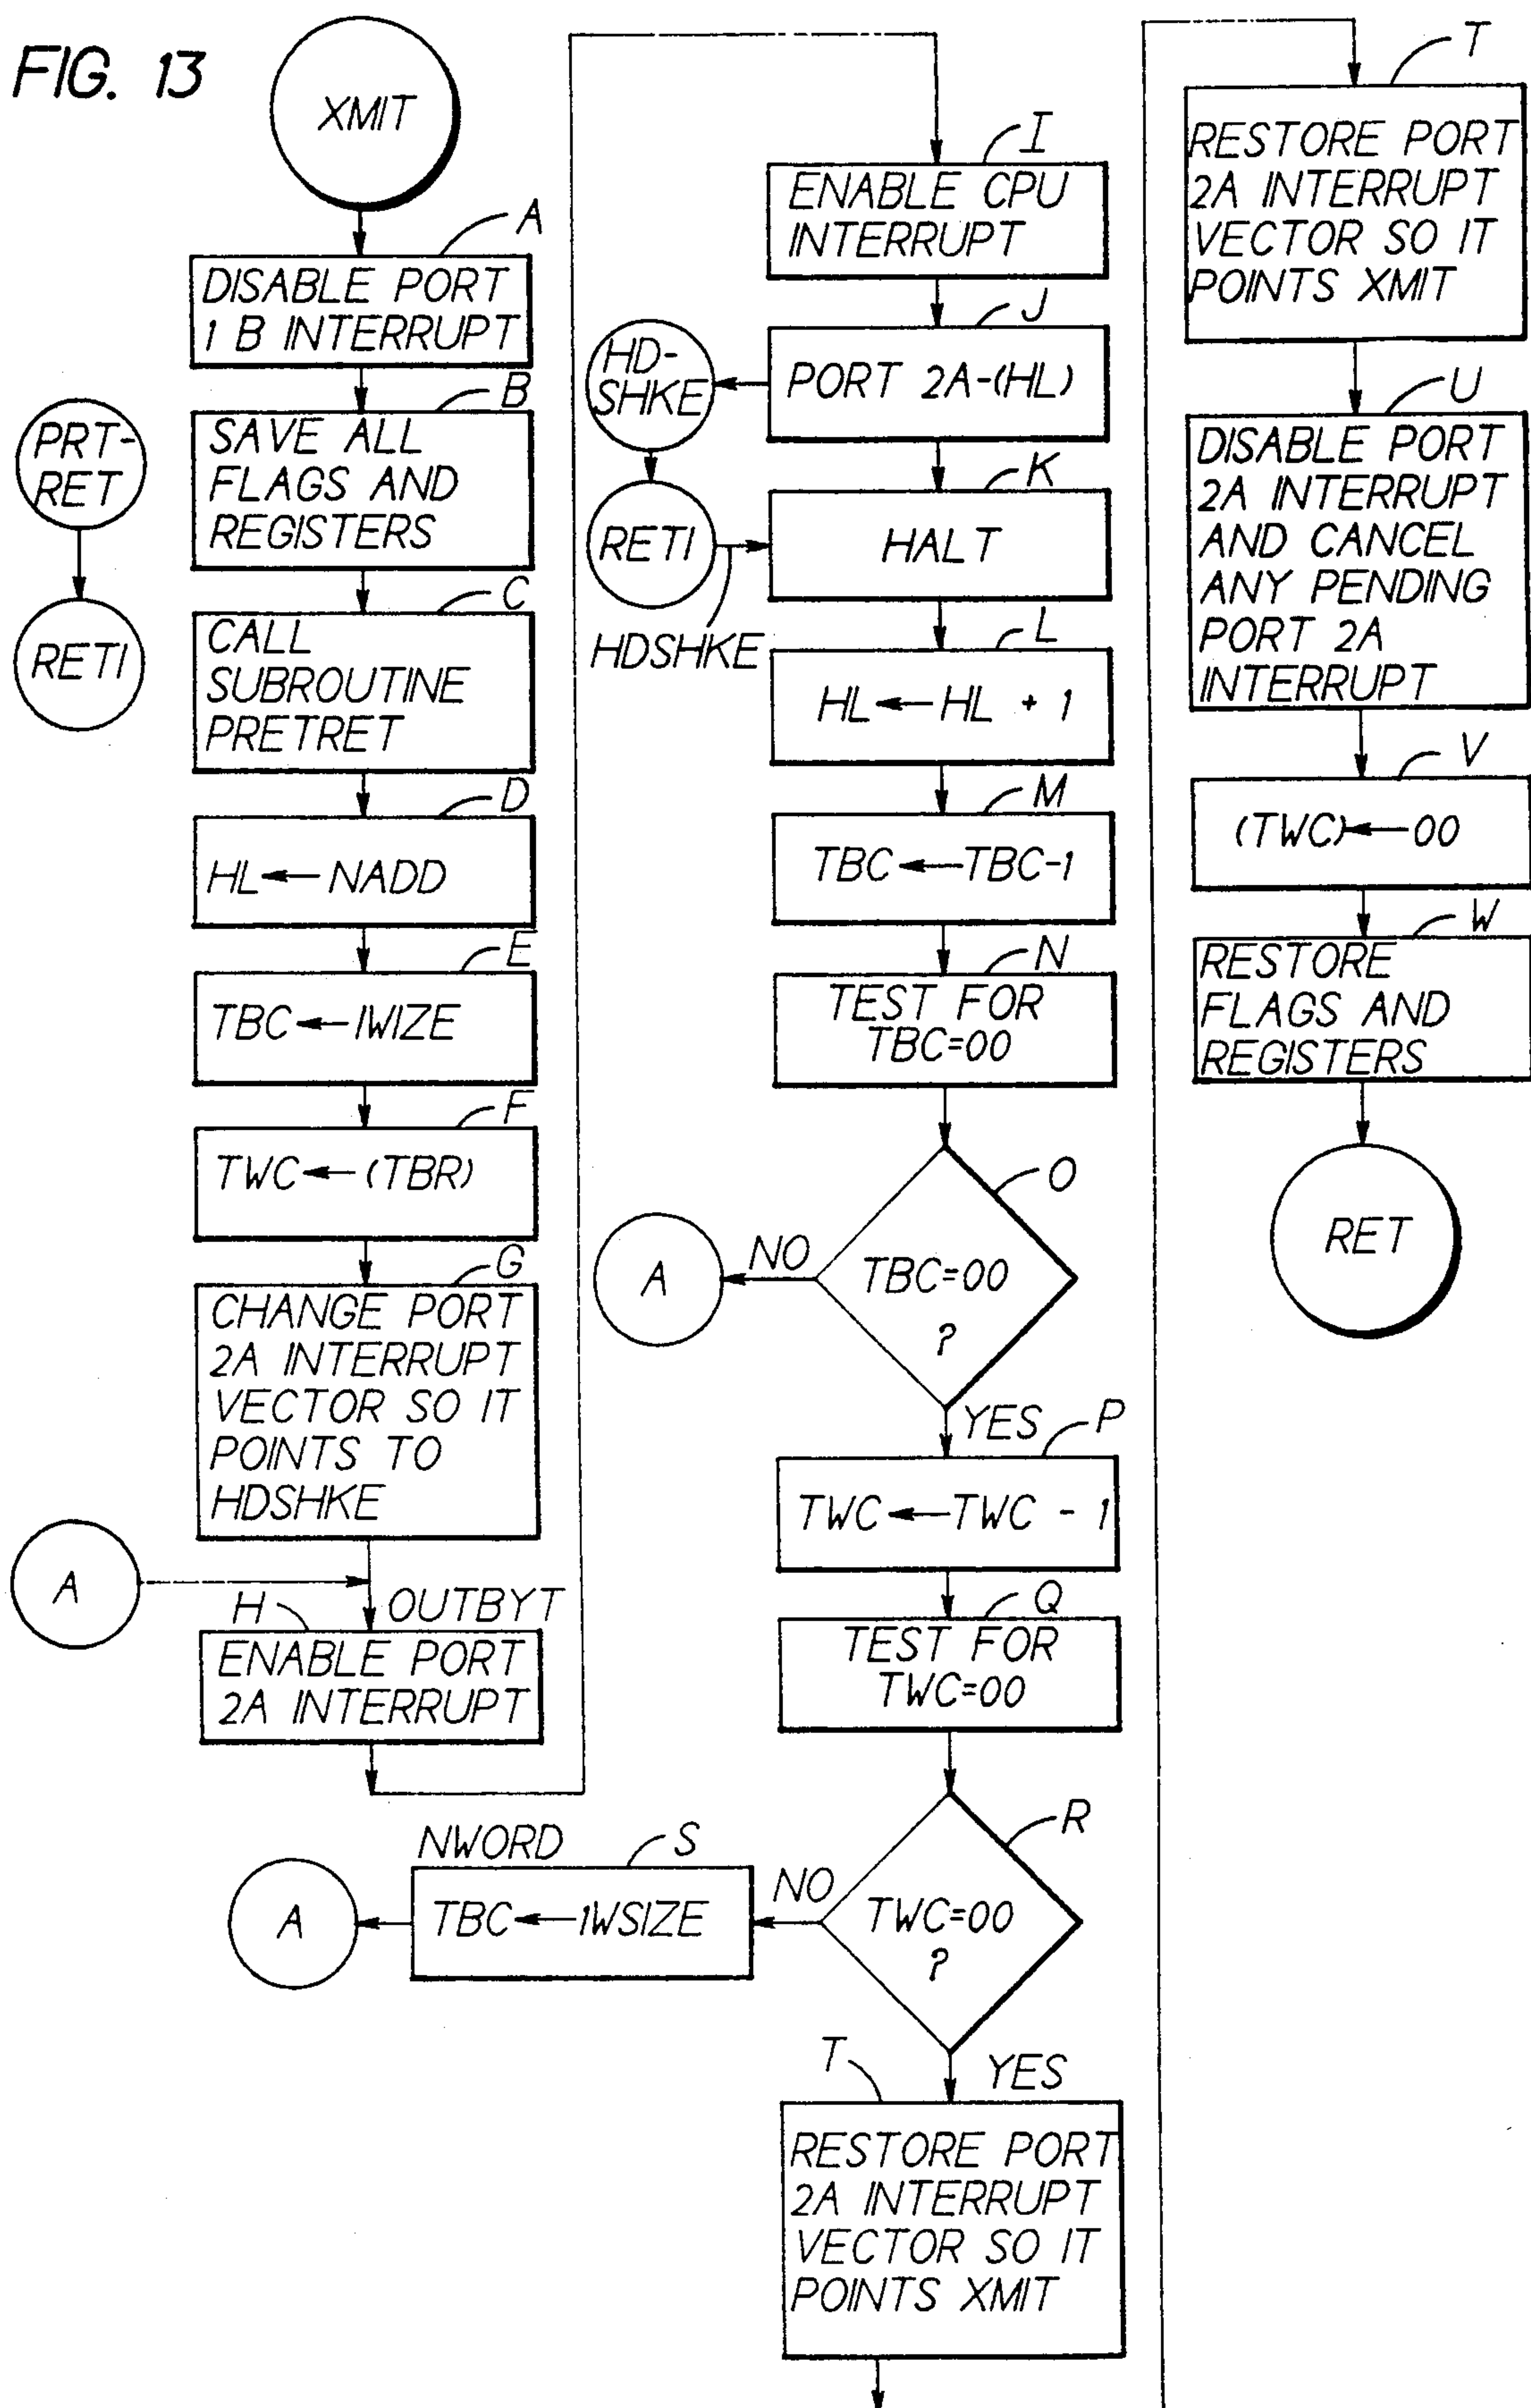 FIG. 13
XMIT
A
DISABLE PORT
1 B INTERRUPT
B
SAVE ALL
FLAGS AND
REGISTERS
PRT-
RET
RETI
C
CALL
SUBROUTINE
PRETRET
D
HL←NADD
E
TBC←IWIZE
F
TWC←(TBR)
G
CHANGE PORT
2A INTERRUPT
VECTOR SO IT
POINTS TO
HDSHKE
A
OUTBYT
H
ENABLE PORT
2A INTERRUPT
I
ENABLE CPU
INTERRUPT
J
PORT 2A-(HL)
HD-
SHKE
K
HALT
RETI
HDSHKE
L
HL←HL + 1
M
TBC←TBC-1
N
TEST FOR
TBC=00
O
TBC=00
?
NO
A
YES
P
TWC←TWC - 1
Q
TEST FOR
TWC=00
R
TWC=00
?
NO
NWORD
S
TBC←IWSIZE
A
YES
T
RESTORE PORT
2A INTERRUPT
VECTOR SO IT
POINTS XMIT
T
RESTORE PORT
2A INTERRUPT
VECTOR SO IT
POINTS XMIT
U
DISABLE PORT
2A INTERRUPT
AND CANCEL
ANY PENDING
PORT 2A
INTERRUPT
V
(TWC)←00
W
RESTORE
FLAGS AND
REGISTERS
RET